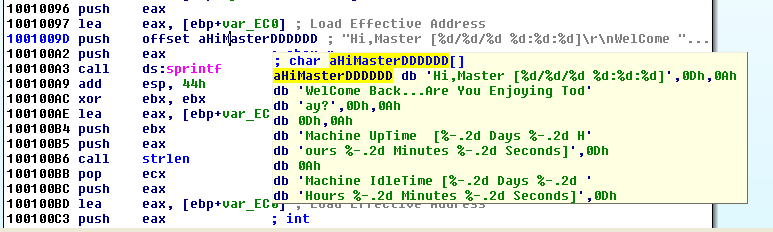 10010096 push eax
10010097 lea eax, [ebp+var_EC0] ; Load Effective Address
1001009D push offset aHiMasterDDDDDD ; "Hi,Master [%d/%d/%d %d:%d:%d]\r\nWelCome "...
100100A2 push eax
100100A3 call ds:sprintf
100100A9 add esp, 44h
100100AC xor ebx, ebx
100100AE lea eax, [ebp+var_EC
100100B4 push ebx
100100B5 push eax
100100B6 call strlen
100100BB pop ecx
100100BC push eax
100100BD lea eax, [ebp+var_EC0] ; Load Effective Address
100100C3 push eax ; int
; char aHiMasterDDDDDD[]
aHiMasterDDDDDD db 'Hi,Master [%d/%d/%d %d:%d:%d]',0Dh,0Ah
db 'WelCome Back...Are You Enjoying Tod'
db 'ay?',0Dh,0Ah
db 0Dh,0Ah
db 'Machine UpTime  [%-.2d Days %-.2d H'
db 'ours %-.2d Minutes %-.2d Seconds]',0Dh
db 0Ah
db 'Machine IdleTime [%-.2d Days %-.2d '
db 'Hours %-.2d Minutes %-.2d Seconds]',0Dh